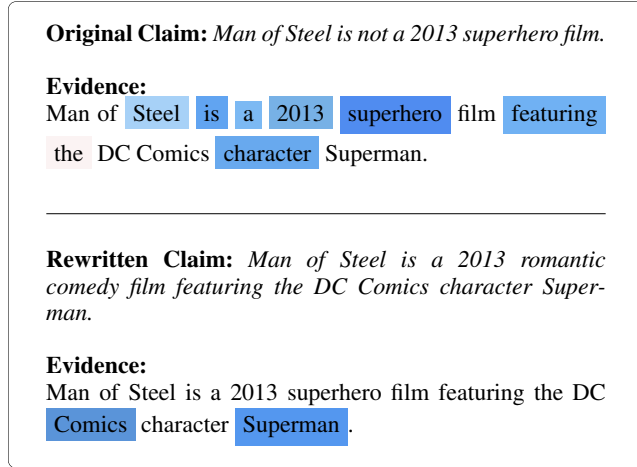 Original Claim: Man of Steel is not a 2013 superhero film.
Evidence:
Man of Steel is a 2013 superhero film featuring
the DC Comics character Superman.
Rewritten Claim: Man of Steel is a 2013 romantic
comedy film featuring the DC Comics character Super-
man.
Evidence:
Man of Steel is a 2013 superhero film featuring the DC
Comics character Superman.